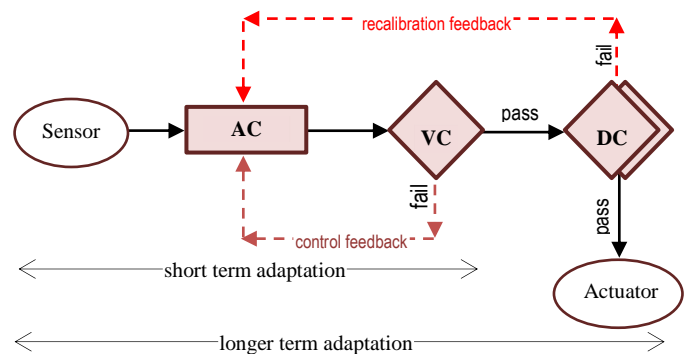 recalibration feedback
fail
Sensor
AC
VC
pass
DC
fail
pass
control feedback
short term adaptation
Actuator
longer term adaptation